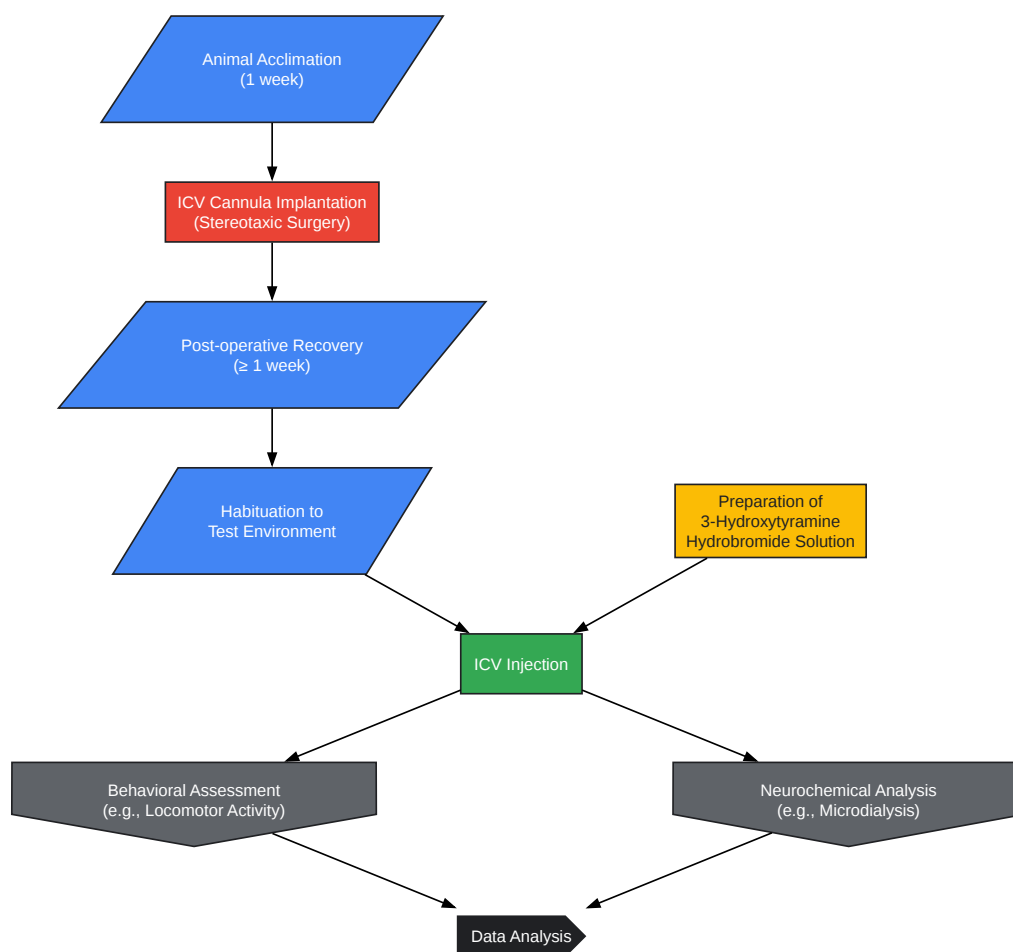 Animal Acclimation
(1 week)
ICV Cannula Implantation
(Stereotaxic Surgery)
Post-operative Recovery
(≥ 1 week)
Habituation to
Test Environment
Preparation of
3-Hydroxytyramine
Hydrobromide Solution
ICV Injection
Behavioral Assessment
(e.g., Locomotor Activity)
Neurochemical Analysis
(e.g., Microdialysis)
Data Analysis